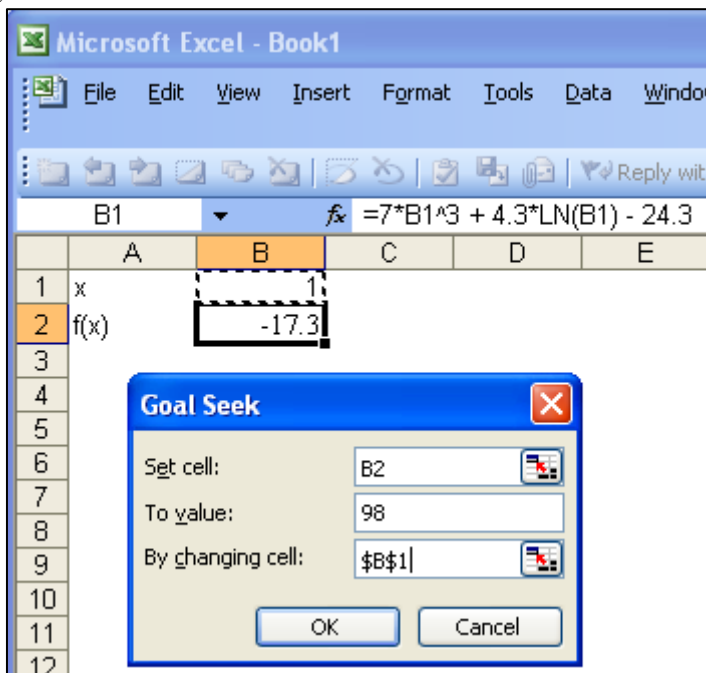 Microsoft Excel - Book1
File Edit View Insert Format Tools Data Windo
Reply wit
B1 fx =7*B1^3 + 4.3*LN(B1) - 24.3
A B C D E
1 x 1
2 f(x) -17.3
3
4
5
6
7
8
9
10
11
12
Goal Seek
Set cell: B2
To value: 98
By changing cell: $B$1
OK Cancel